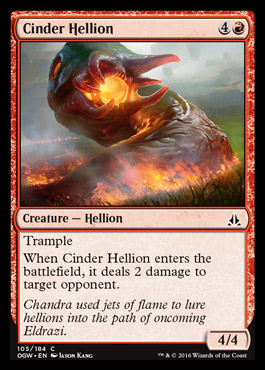 Cinder Hellion 4
Creature — Hellion
Trample
When Cinder Hellion enters the
battlefield, it deals 2 damage to
target opponent.
Chandra used jets of flame to lure
hellions into the path of oncoming
Eldrazi.
4/4
105/184 C
OGW • EN Jason Kang
™ & © 2016 Wizards of the Coast